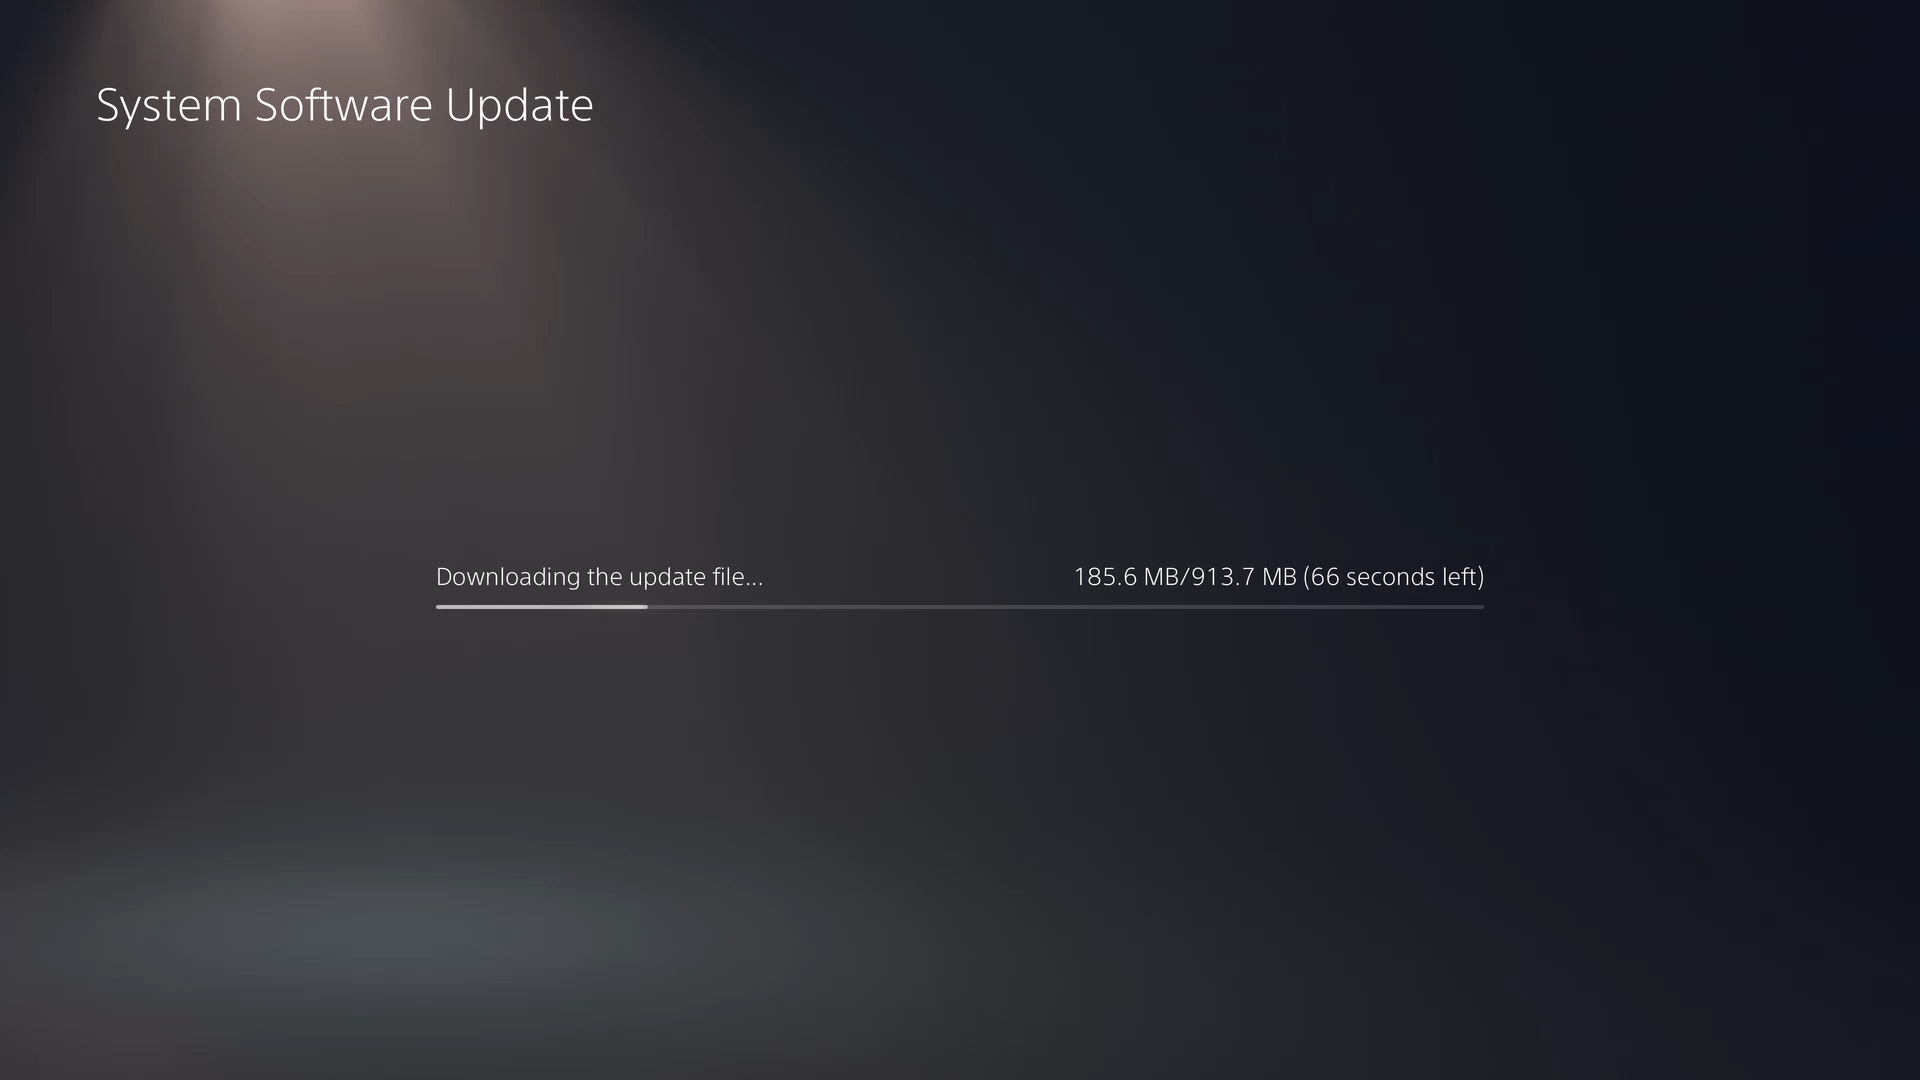 System Software Update
Downloading the update file...
185.6 MB/913.7 MB (66 seconds left)